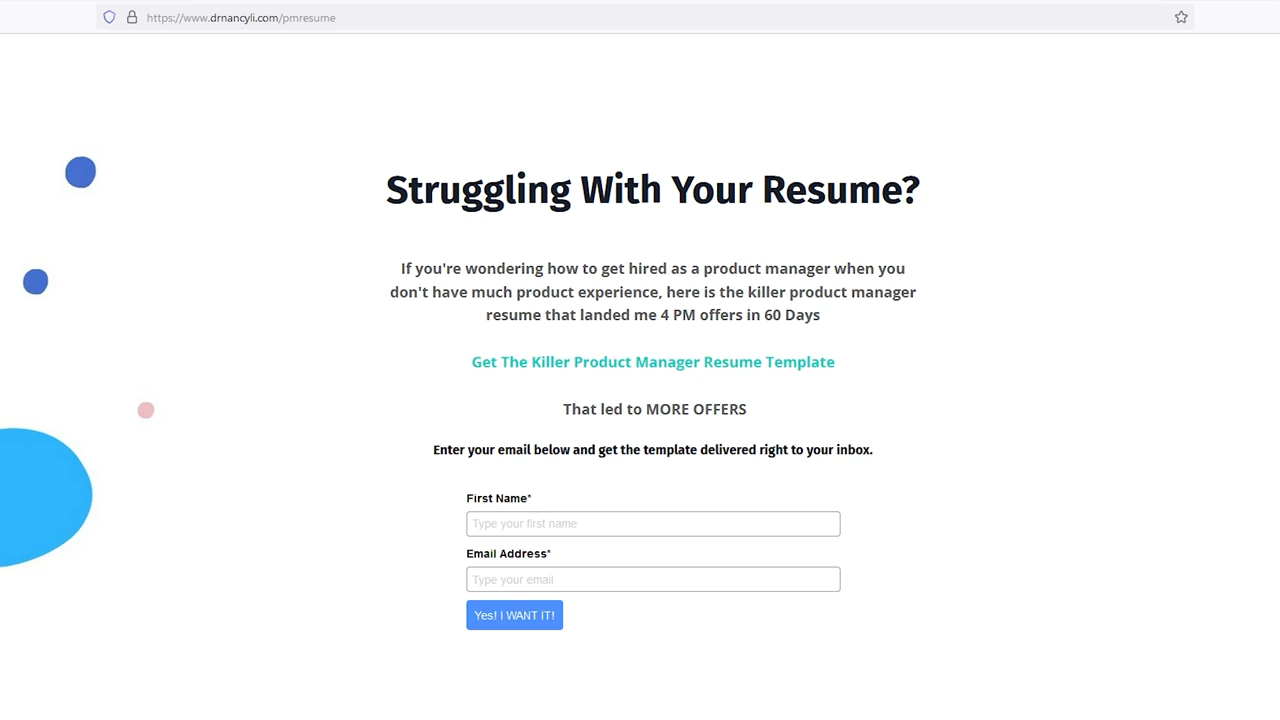 https://www.drnancyli.com/pmresume
Struggling With Your Resume?
If you're wondering how to get hired as a product manager when you
don't have much product experience, here is the killer product manager
resume that landed me 4 PM offers in 60 Days
Get The Killer Product Manager Resume Template
That led to MORE OFFERS
Enter your email below and get the template delivered right to your inbox.
First Name*
Type your first name
Email Address*
Type your email
Yes! I WANT IT!